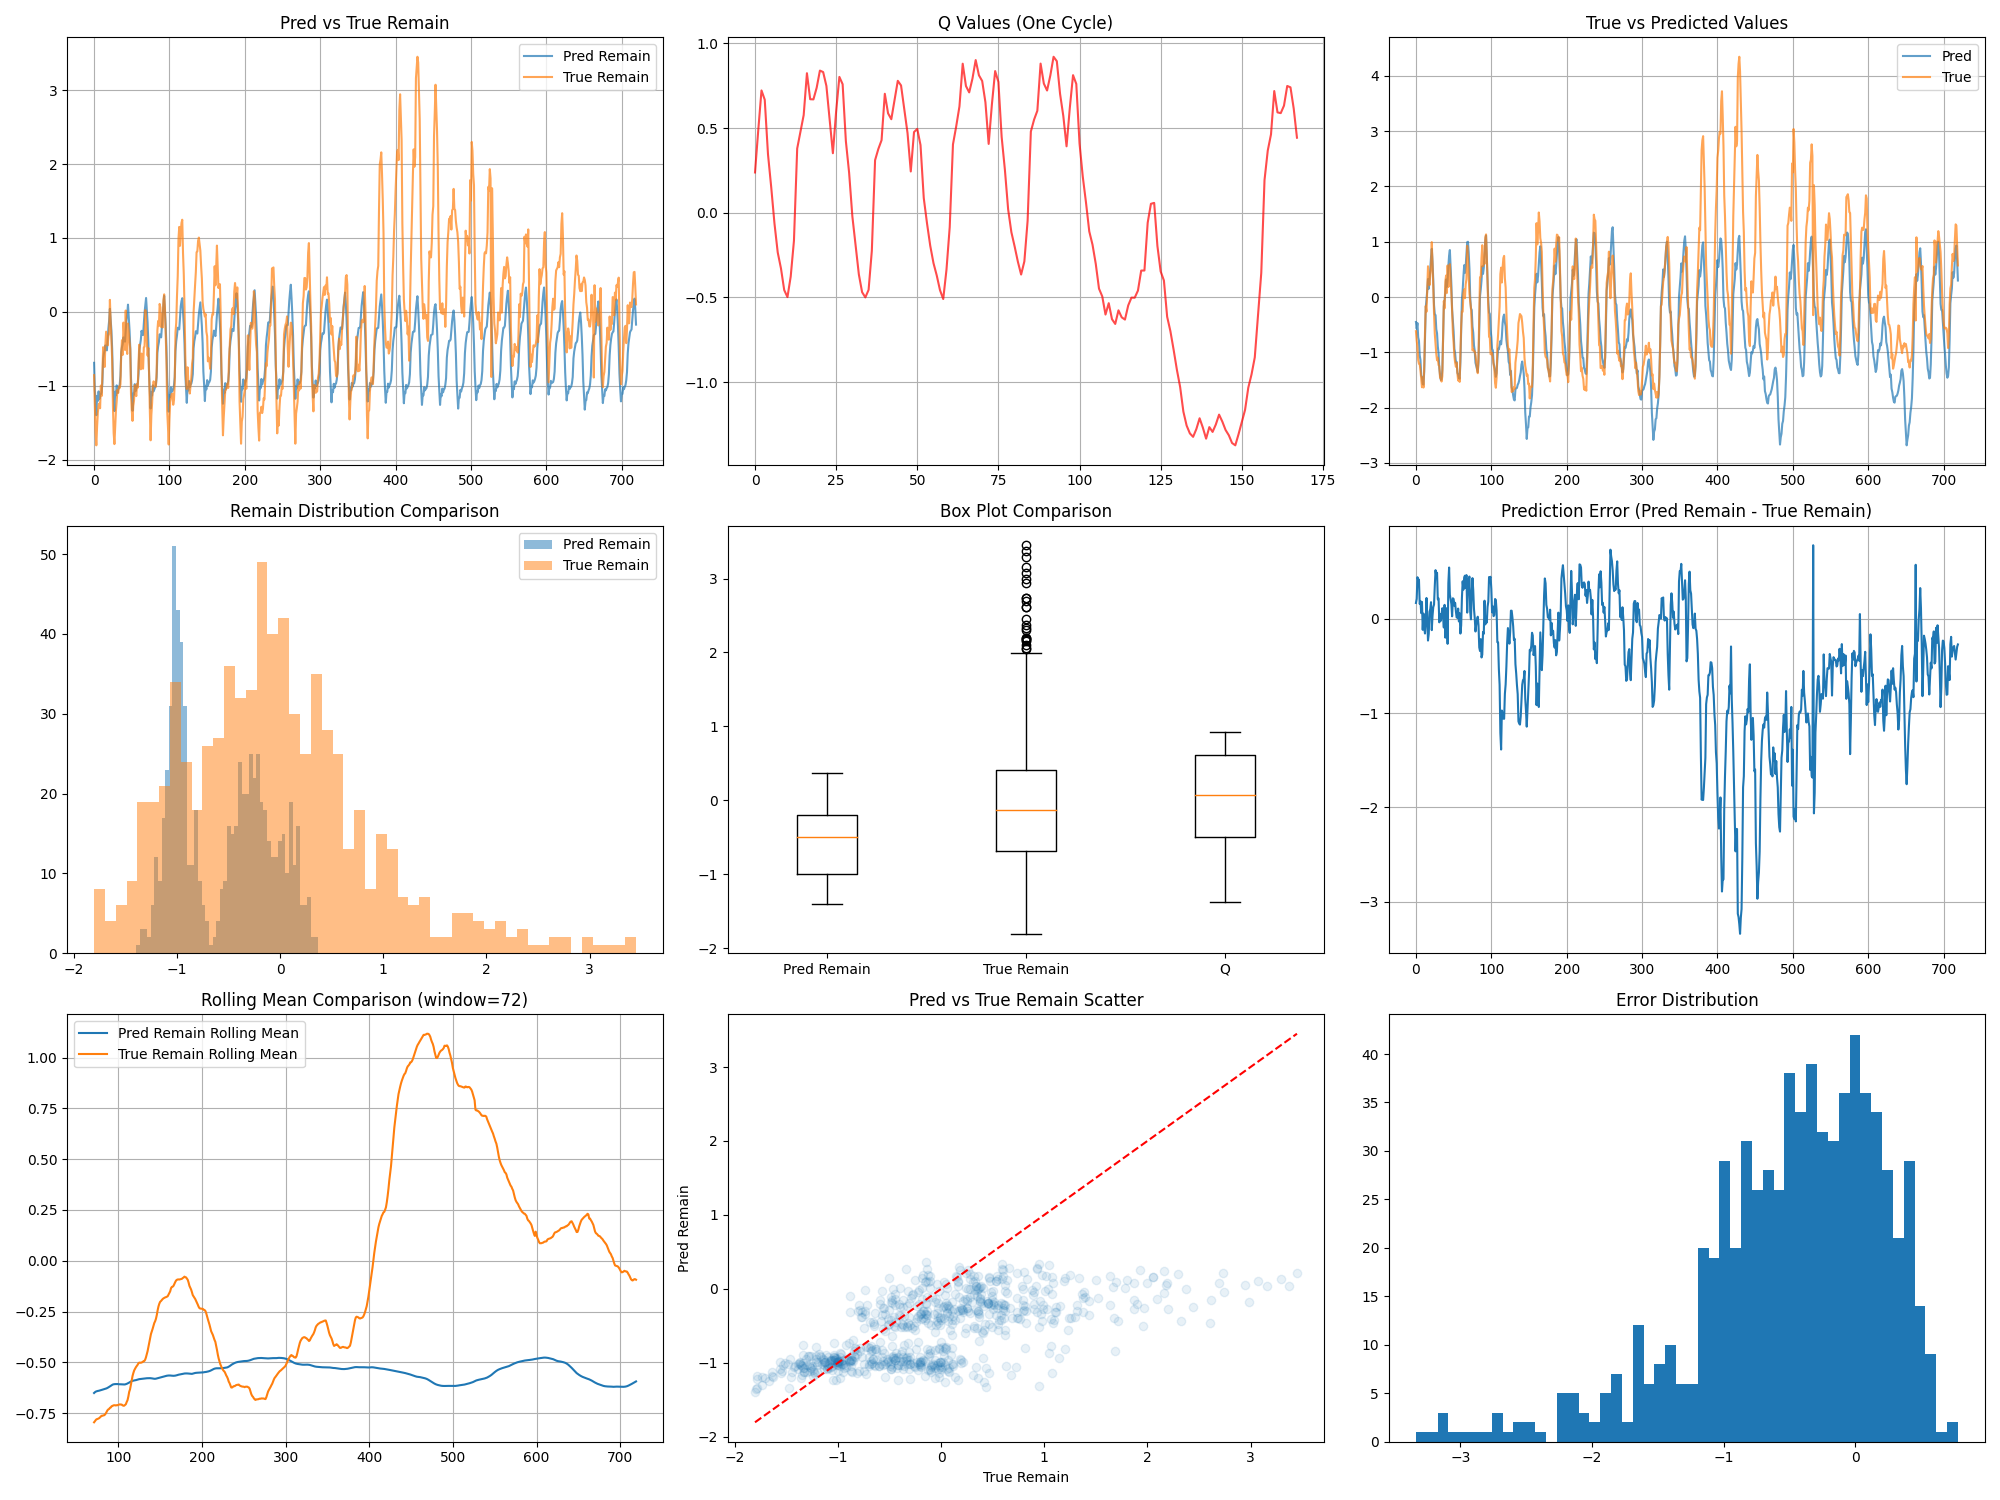 Pred vs True Remain
Pred Remain
True Remain
3
2
1
0
−1
−2
0 100 200 300 400 500 600 700
Q Values (One Cycle)
1.0
0.5
0.0
−0.5
−1.0
0 25 50 75 100 125 150 175
True vs Predicted Values
Pred
True
4
3
2
1
0
−1
−2
−3
0 100 200 300 400 500 600 700
Remain Distribution Comparison
Pred Remain
True Remain
50
40
30
20
10
0
−2 −1 0 1 2 3
Box Plot Comparison
3
2
1
0
−1
−2
Pred Remain True Remain Q
Prediction Error (Pred Remain - True Remain)
0
−1
−2
−3
0 100 200 300 400 500 600 700
Rolling Mean Comparison (window=72)
Pred Remain Rolling Mean
True Remain Rolling Mean
1.00
0.75
0.50
0.25
0.00
−0.25
−0.50
−0.75
100 200 300 400 500 600 700
Pred vs True Remain Scatter
Pred Remain
3
2
1
0
−1
−2
−2 −1 0 1 2 3
True Remain
Error Distribution
40
35
30
25
20
15
10
5
0
−3 −2 −1 0